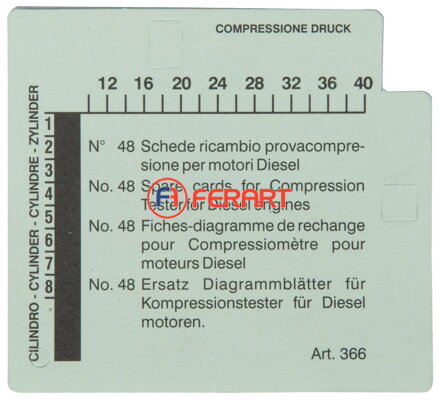 COMPRESSIONE DRUCK
12 16 20 24 28 32 36 40
CILINDRO - CYLINDER - CYLINDRE - ZYLINDER
1
2
3
4
5
6
7
8
N° 48 Schede ricambio provacompre-
sione per motori Diesel
No. 48 Spare cards for Compression
Tester for Diesel engines
No. 48 Fiches-diagramme de rechange
pour Compressiomètre pour
moteurs Diesel
No. 48 Ersatz Diagrammblätter für
Kompressionstester für Diesel
motoren.
Art. 366
FERART